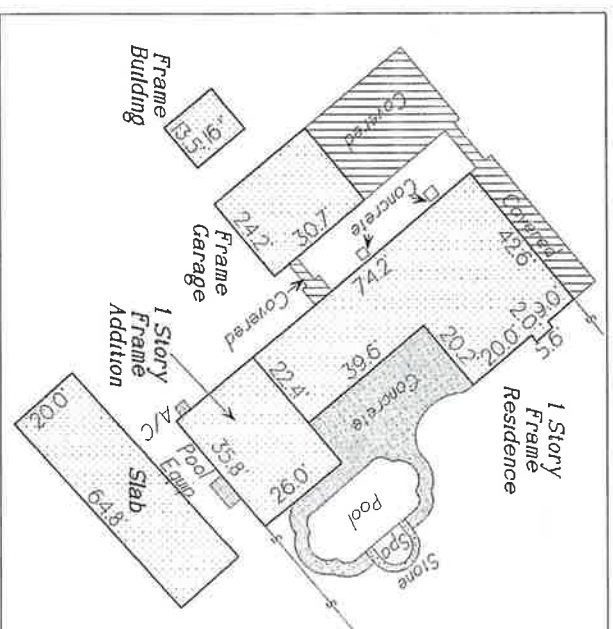 Covered
Covered
Concrete
42.6'
9.0'
2.0'
5.6'
20.0'
20.2'
74.2'
39.6'
22.4'
Concrete
1 Story
Frame
Residence
Frame
Building
13.5'
16'
24.2'
30.7'
Frame
Garage
Covered
1 Story
Frame
Addition
35.8'
26.0'
A/C
Pool
Equip
Pool
Spa
Stone
20.0'
Slab
64.8'